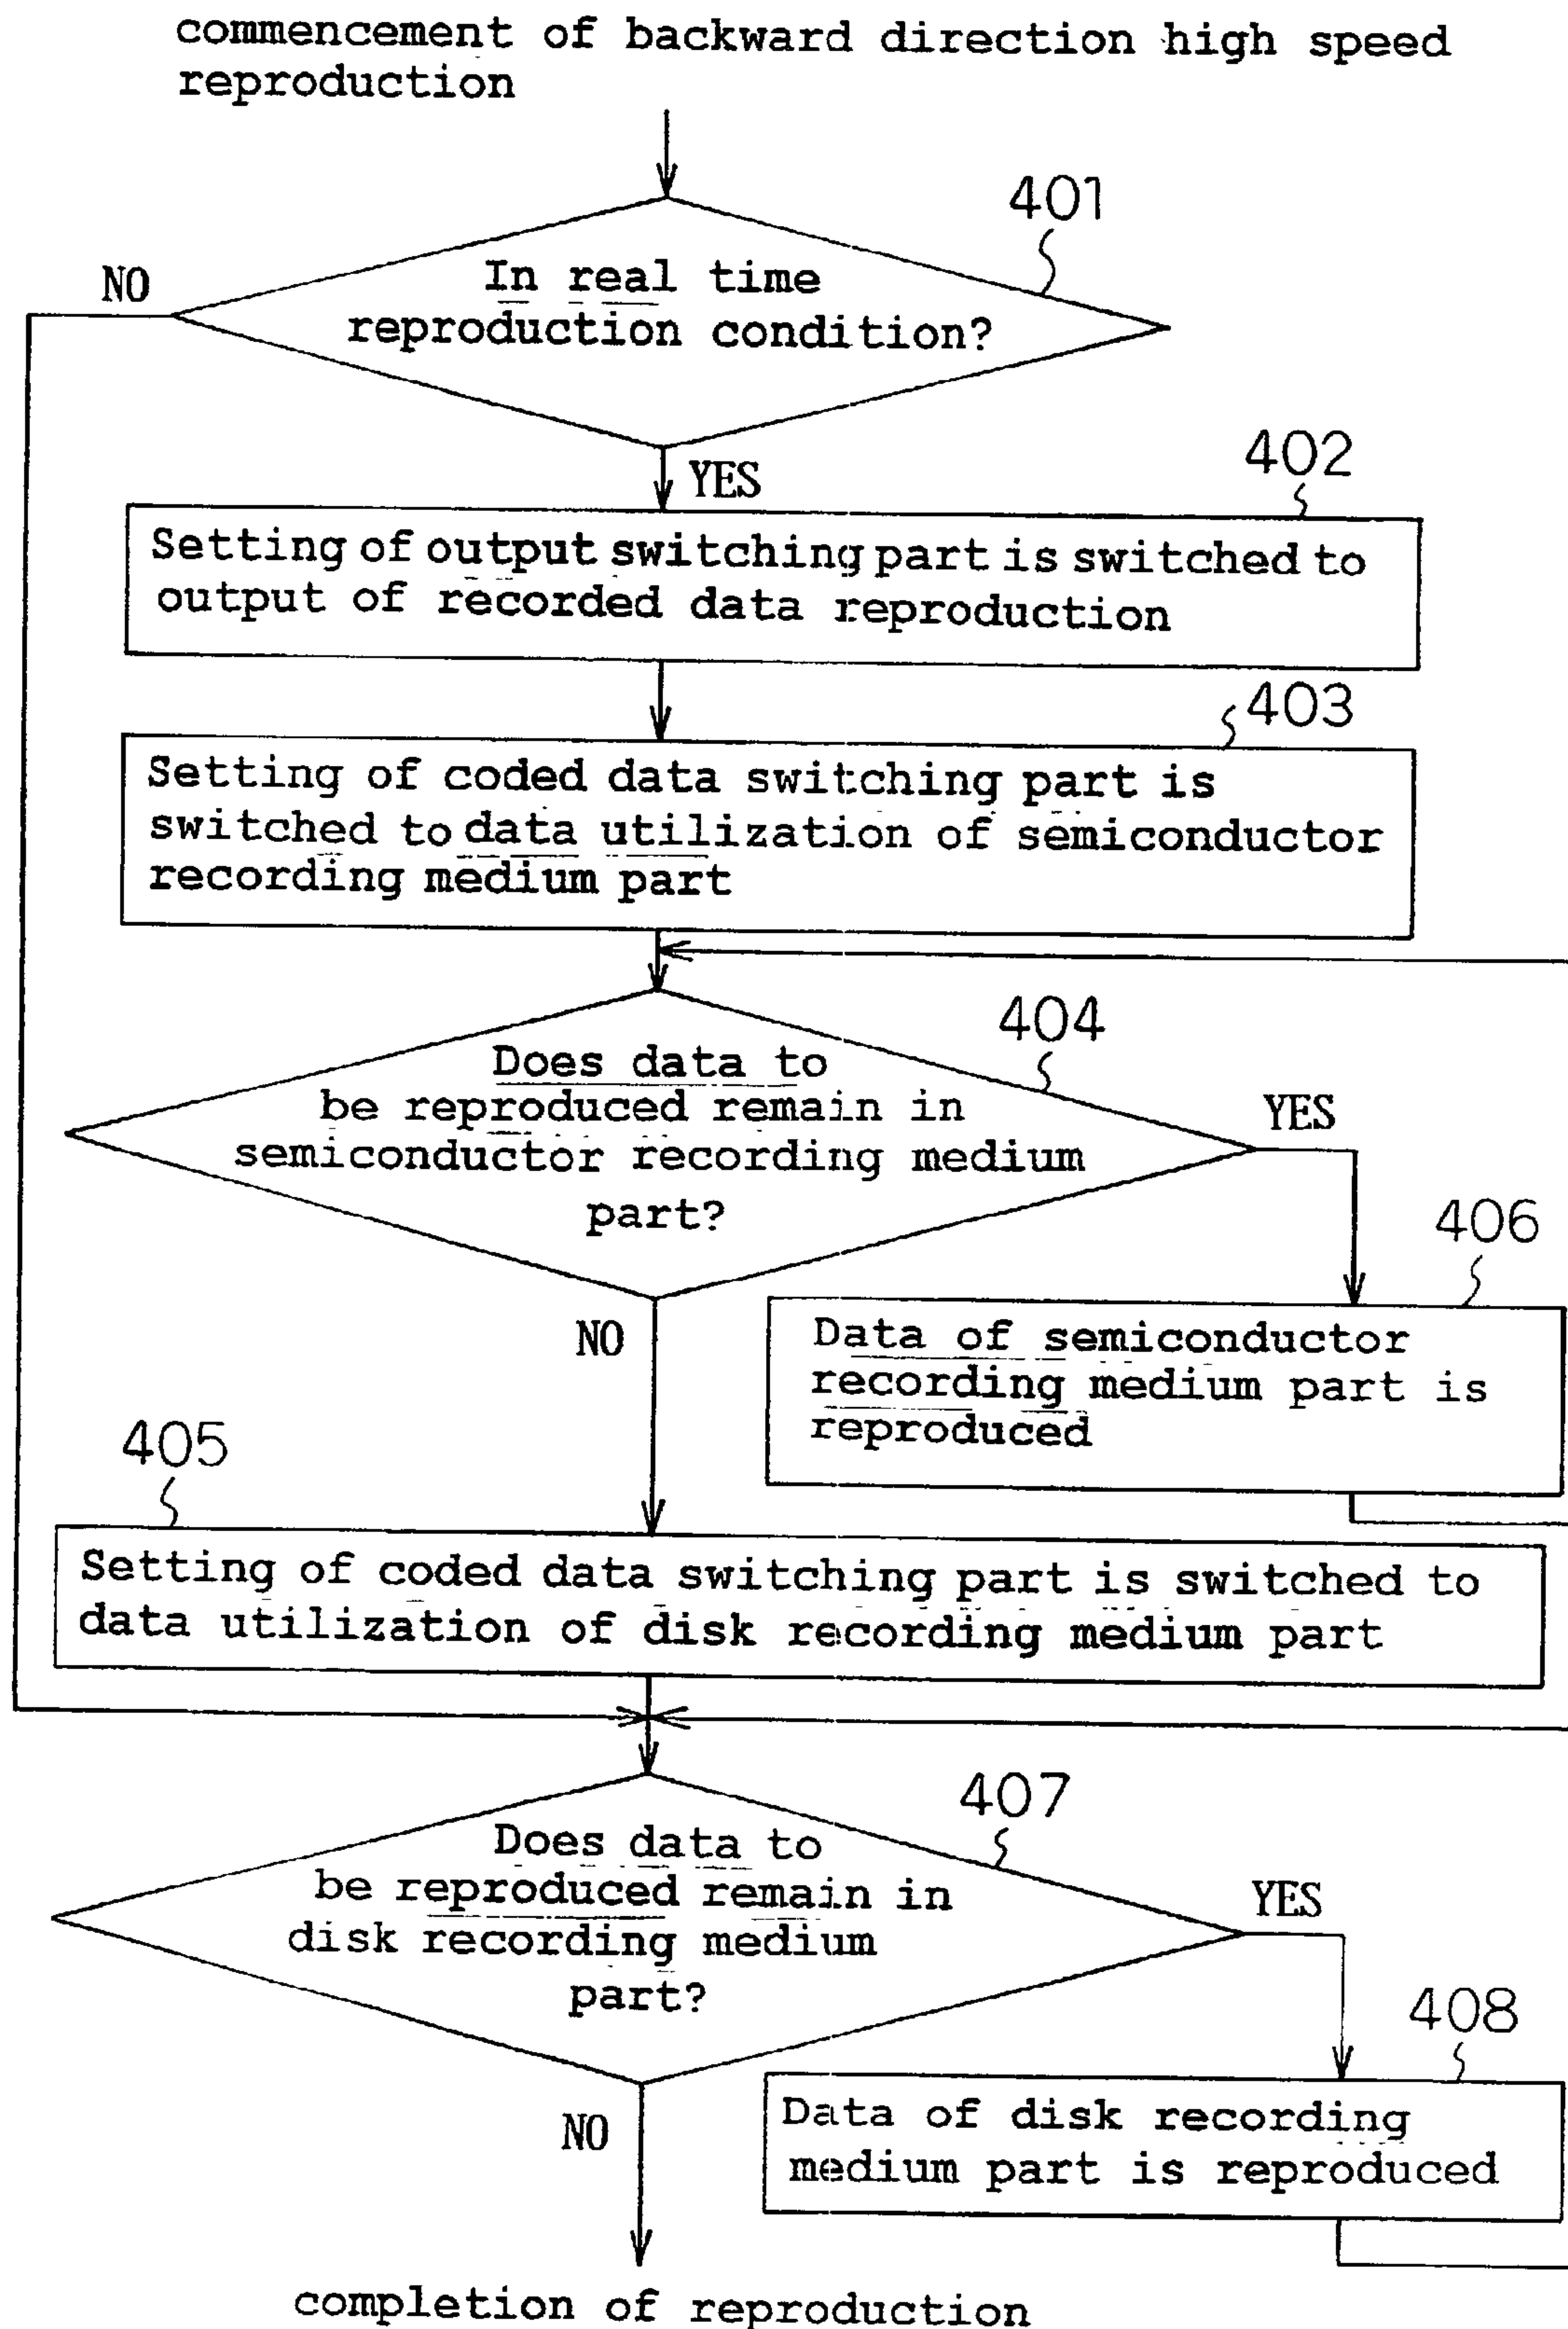 commencement of backward direction high speed
reproduction
401
NO
In real time
reproduction condition?
YES
402
Setting of output switching part is switched to
output of recorded data reproduction
403
Setting of coded data switching part is
switched to data utilization of semiconductor
recording medium part
404
Does data to
be reproduced remain in
semiconductor recording medium
part?
YES
406
NO
Data of semiconductor
recording medium part is
reproduced
405
Setting of coded data switching part is switched to
data utilization of disk recording medium part
407
Does data to
be reproduced remain in
disk recording medium
part?
YES
408
NO
Data of disk recording
medium part is reproduced
completion of reproduction